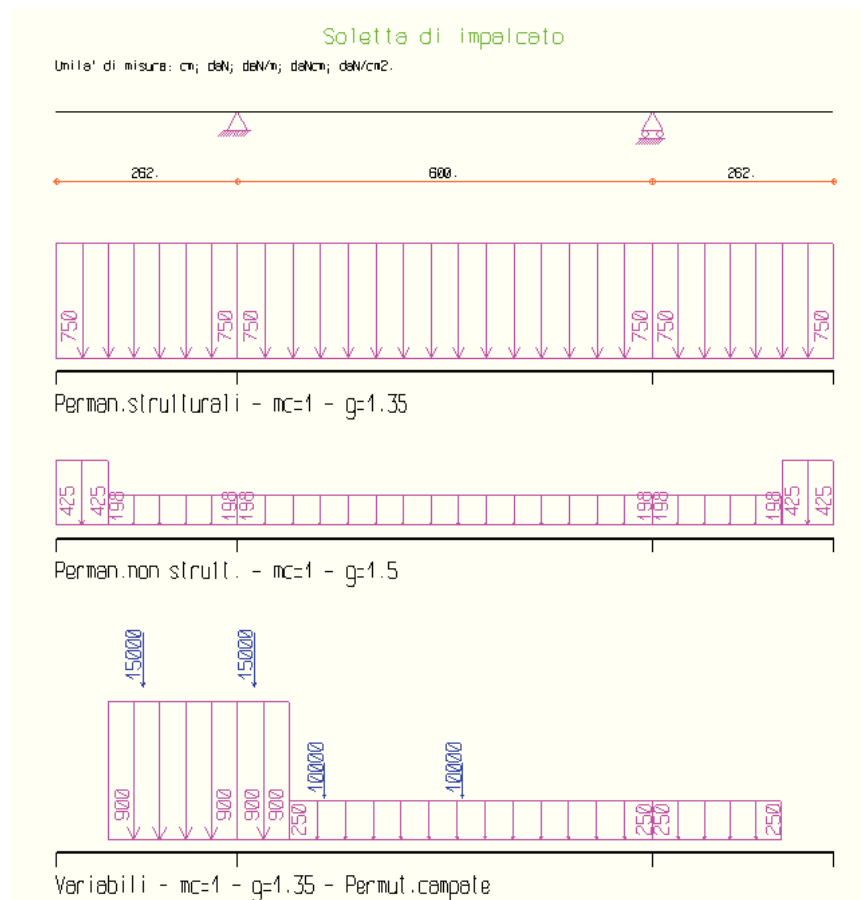 Soletta di impalcato
Unita' di misura: cm; daN; daN/m; daNcm; daN/cm2.
262. 600. 262.
750 750 750 750 750 750
Perman.strutturali - mc=1 - g=1.35
425 425 198 198 198 198 198 198 425 425
Perman.non strutt. - mc=1 - g=1.5
15000 15000
10000 10000
900 900 900 900 250 250 250 250
Variabili - mc=1 - g=1.35 - Permut.campate